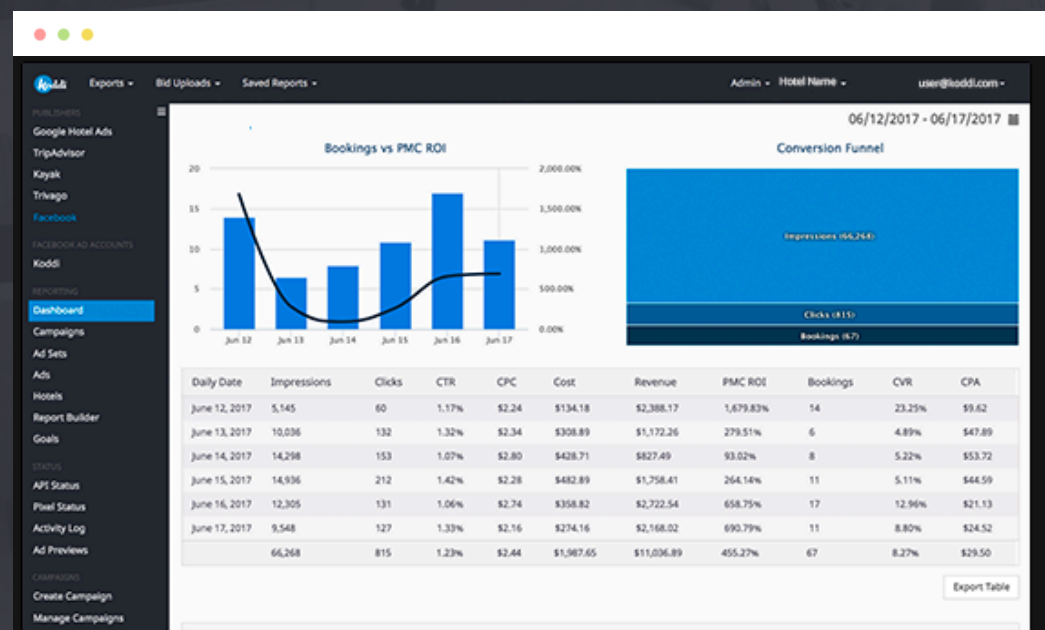 koddi Exports Bid Uploads Saved Reports Admin Hotel Name user@koddi.com
PUBLISHERS
Google Hotel Ads
TripAdvisor
Kayak
Trivago
Facebook
FACEBOOK AD ACCOUNTS
Koddi
REPORTING
Dashboard
Campaigns
Ad Sets
Ads
Hotels
Report Builder
Goals
STATUS
API Status
Pixel Status
Activity Log
Ad Previews
CAMPAIGNS
Create Campaign
Manage Campaigns
06/12/2017 - 06/17/2017
Bookings vs PMC ROI
20 2,000.00%
15 1,500.00%
10 1,000.00%
5 500.00%
0 0.00%
Jun 12 Jun 13 Jun 14 Jun 15 Jun 16 Jun 17
Conversion Funnel
Impressions (66,268)
Clicks (815)
Bookings (67)
Daily Date Impressions Clicks CTR CPC Cost Revenue PMC ROI Bookings CVR CPA
June 12, 2017 5,145 60 1.17% $2.24 $134.18 $2,388.17 1,679.83% 14 23.25% $9.62
June 13, 2017 10,036 132 1.32% $2.34 $308.89 $1,172.26 279.51% 6 4.89% $47.89
June 14, 2017 14,298 153 1.07% $2.80 $428.71 $827.49 93.02% 8 5.22% $53.72
June 15, 2017 14,936 212 1.42% $2.28 $482.89 $1,758.41 264.14% 11 5.11% $44.59
June 16, 2017 12,305 131 1.06% $2.74 $358.82 $2,722.54 658.75% 17 12.96% $21.13
June 17, 2017 9,548 127 1.33% $2.16 $274.16 $2,168.02 690.79% 11 8.80% $24.52
66,268 815 1.23% $2.44 $1,987.65 $11,036.89 455.27% 67 8.27% $29.50
Export Table